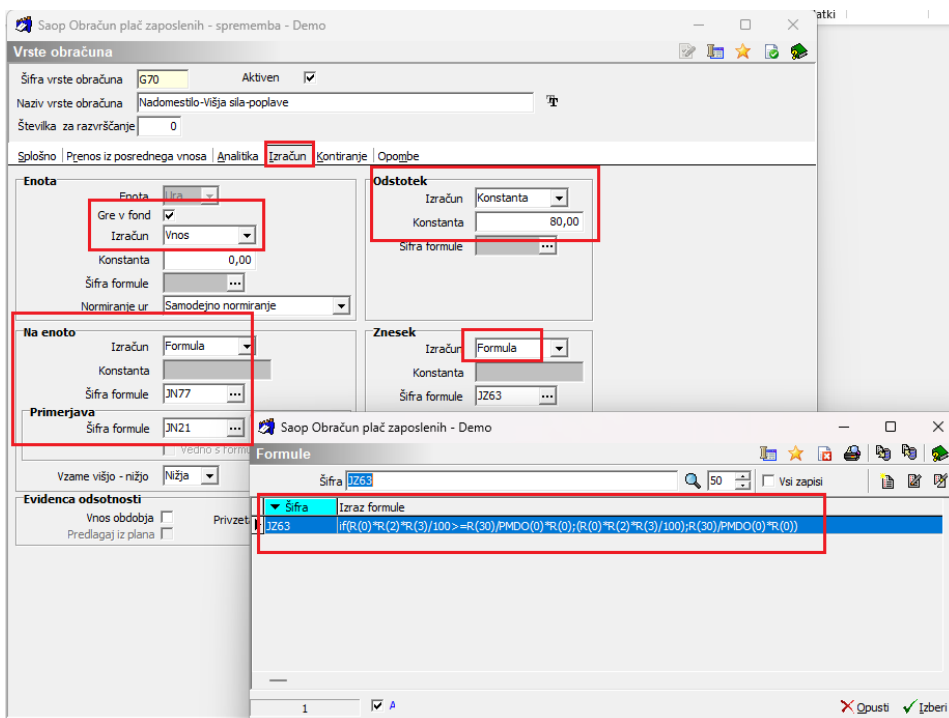 atki
Saop Obračun plač zaposlenih - sprememba - Demo
Vrste obračuna
Šifra vrste obračuna G70 Aktiven
Naziv vrste obračuna Nadomestilo-Višja sila-poplave
Številka za razvrščanje 0
Splošno Prenos iz posrednega vnosa Analitika Izračun Kontiranje Opombe
Enota
Enota Ura
Gre v fond
Izračun Vnos
Konstanta 0,00
Šifra formule
Normiranje ur Samodejno normiranje
Odstotek
Izračun Konstanta
Konstanta 80,00
Šifra formule
Na enoto
Izračun Formula
Konstanta
Šifra formule JN77
Primerjava
Šifra formule JN21
Vedno s formu
Vzame višjo - nižjo Nižja
Znesek
Izračun Formula
Konstanta
Šifra formule JZ63
Evidenca odsotnosti
Vnos obdobja Privzet
Predlagaj iz plana
Saop Obračun plač zaposlenih - Demo
Formule
Šifra JZ63 50 Vsi zapisi
Šifra Izraz formule
JZ63 if(R(0)*R(2)*R(3)/100>=R(30)/PMDO(0)*R(0);(R(0)*R(2)*R(3)/100);R(30)/PMDO(0)*R(0))
1 A Opusti Izberi